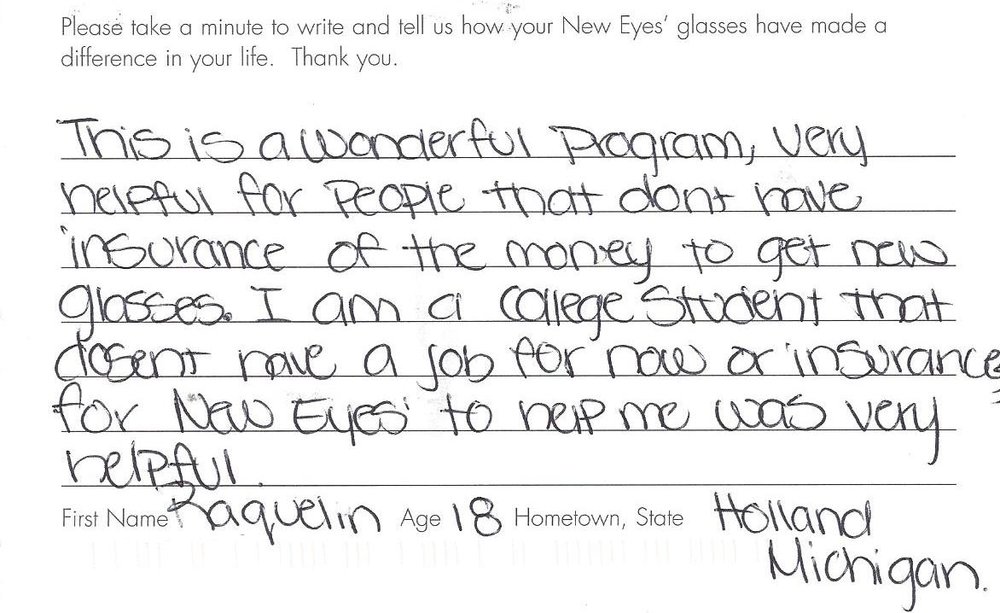 Please take a minute to write and tell us how your New Eyes' glasses have made a
difference in your life. Thank you.
This is a wonderful Program, very
helpful for People that dont have
insurance of the money to get new
glasses. I am a college Student that
dosent have a job for now or insurance
for New Eyes' to help me was very
helpful.
First Name Raquelin Age 18 Hometown, State Holland
Michigan.